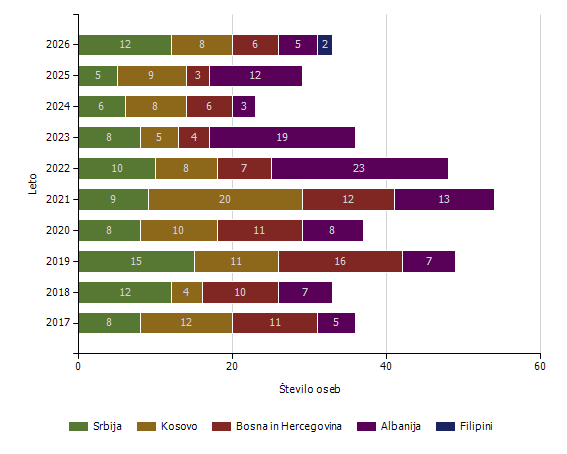 2026 12 8 6 5 2
2025 5 9 3 12
2024 6 8 6 3
2023 8 5 4 19
2022 10 8 7 23
2021 9 20 12 13
2020 8 10 11 8
2019 15 11 16 7
2018 12 4 10 7
2017 8 12 11 5
Leto
0 20 40 60
Število oseb
Srbija Kosovo Bosna in Hercegovina Albanija Filipini